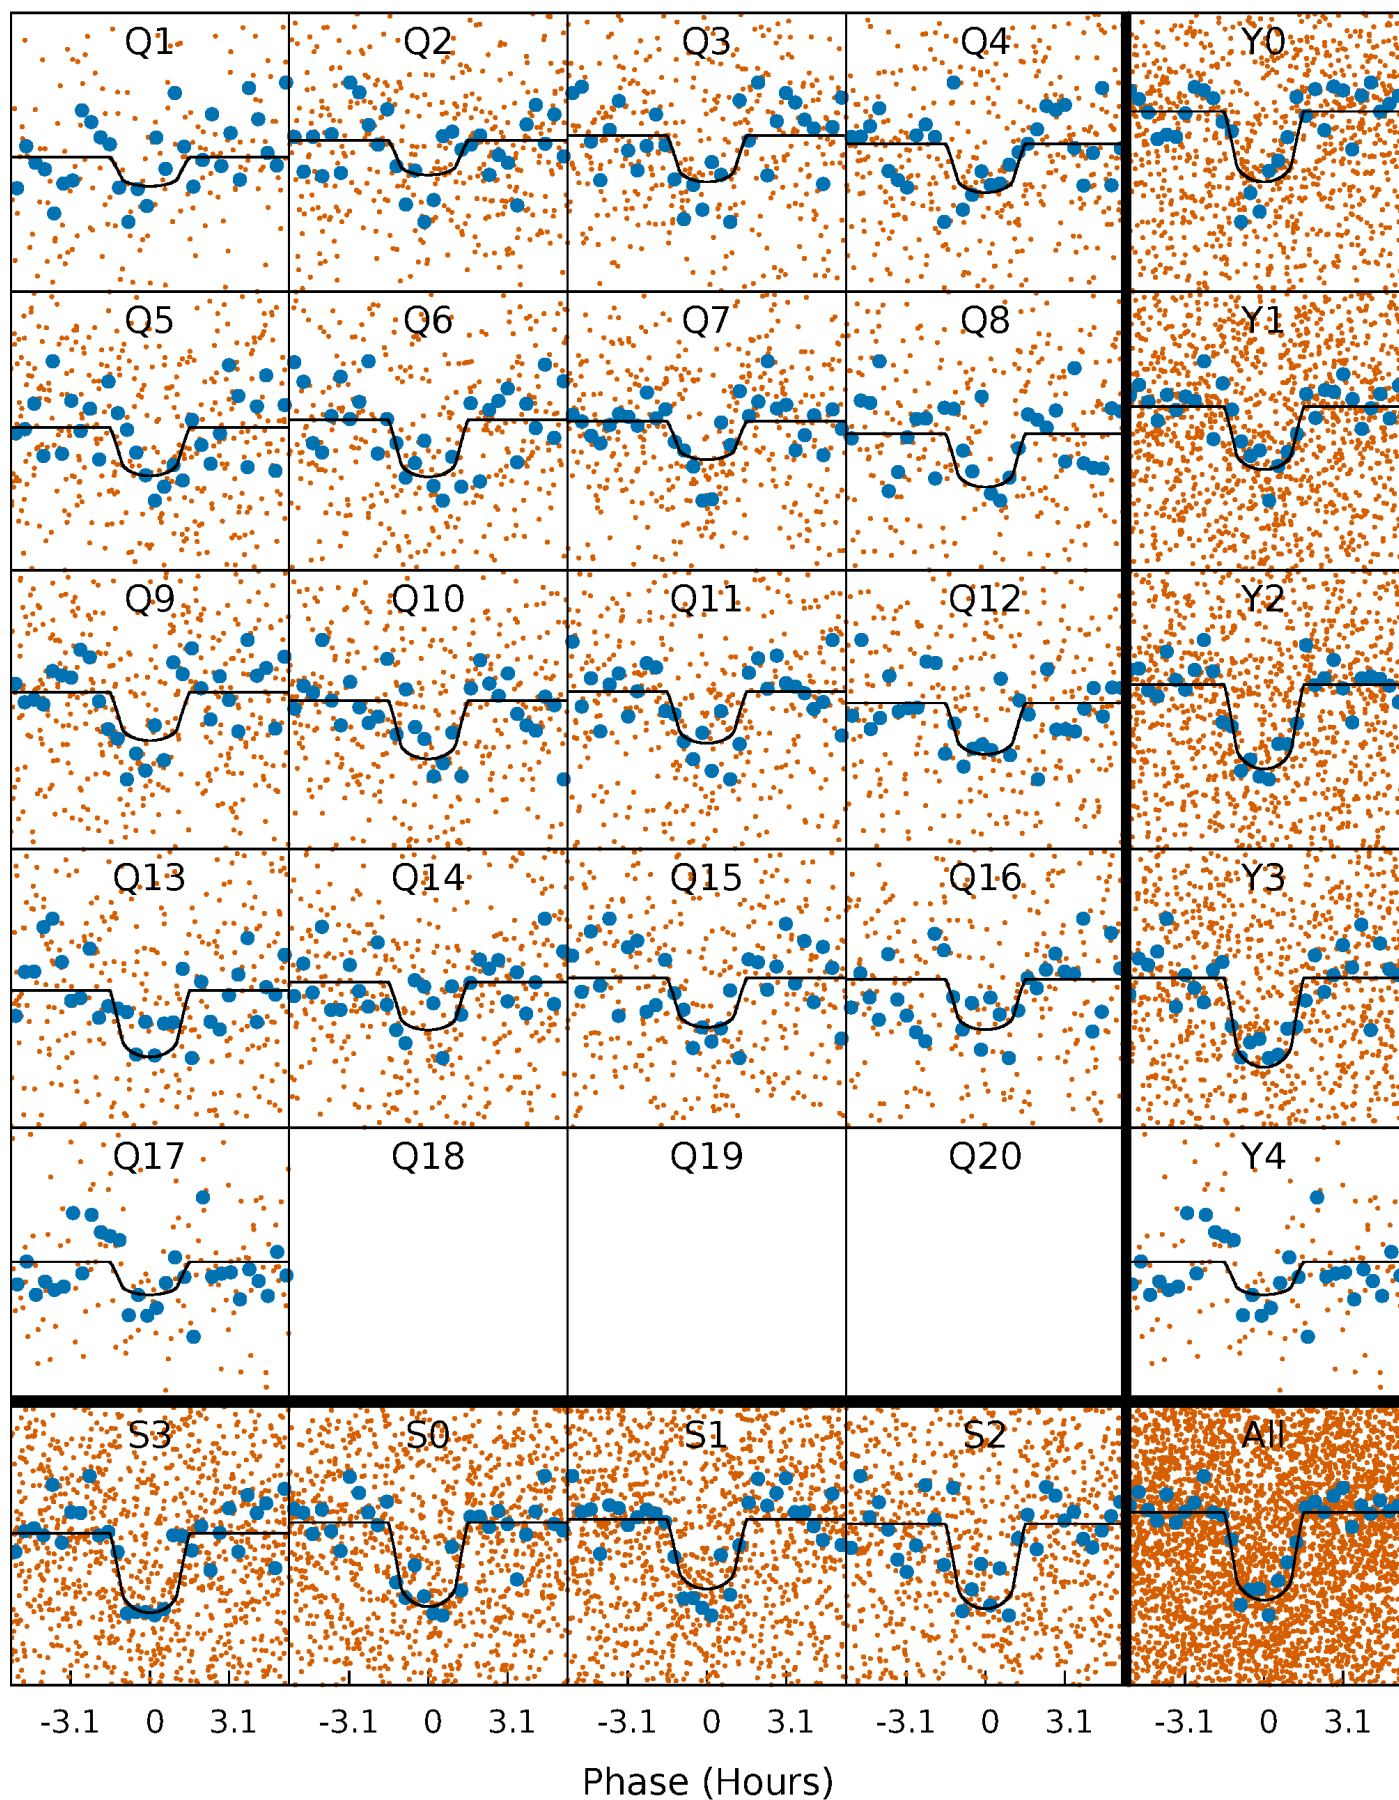 Q1 Q2 Q3 Q4 Y0
Q5 Q6 Q7 Q8 Y1
Q9 Q10 Q11 Q12 Y2
Q13 Q14 Q15 Q16 Y3
Q17 Q18 Q19 Q20 Y4
S3 S0 S1 S2 All
-3.1 0 3.1 -3.1 0 3.1 -3.1 0 3.1 -3.1 0 3.1 -3.1 0 3.1
Phase (Hours)